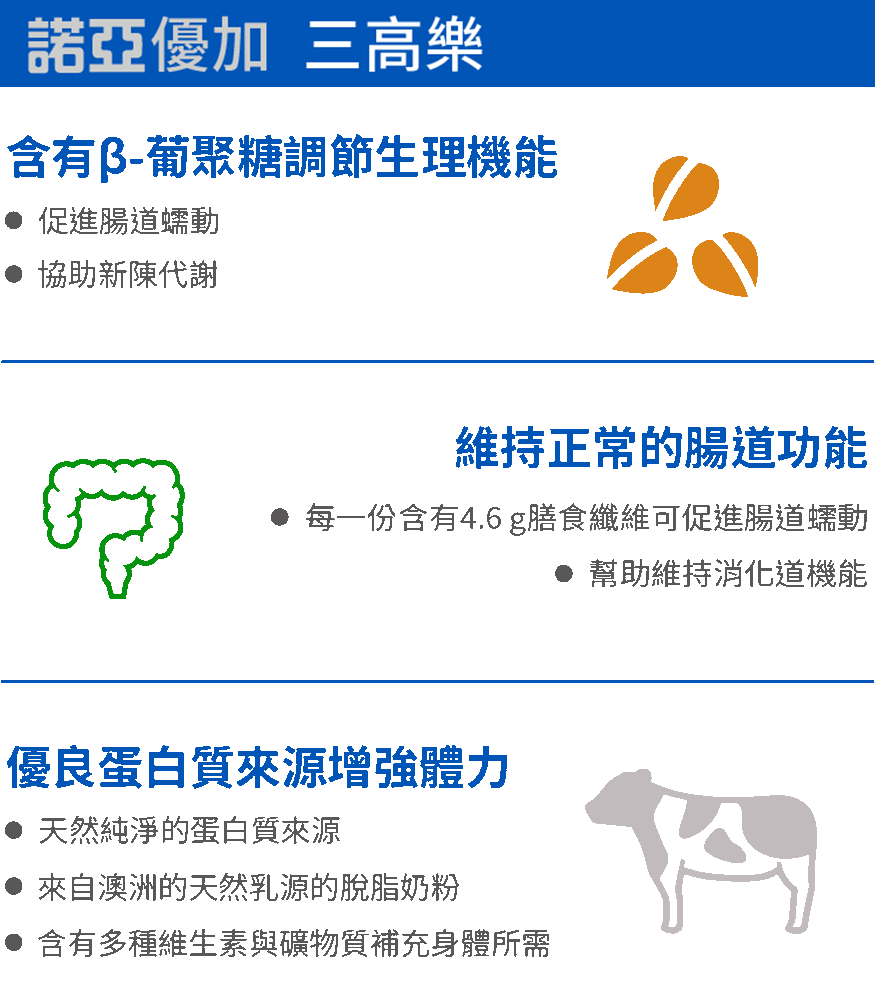 諾亞優加 三高樂
含有β-葡聚糖調節生理機能
● 促進腸道蠕動
● 協助新陳代謝
維持正常的腸道功能
● 每一份含有4.6 g膳食纖維可促進腸道蠕動
● 幫助維持消化道機能
優良蛋白質來源增強體力
● 天然純淨的蛋白質來源
● 來自澳洲的天然乳源的脫脂奶粉
● 含有多種維生素與礦物質補充身體所需